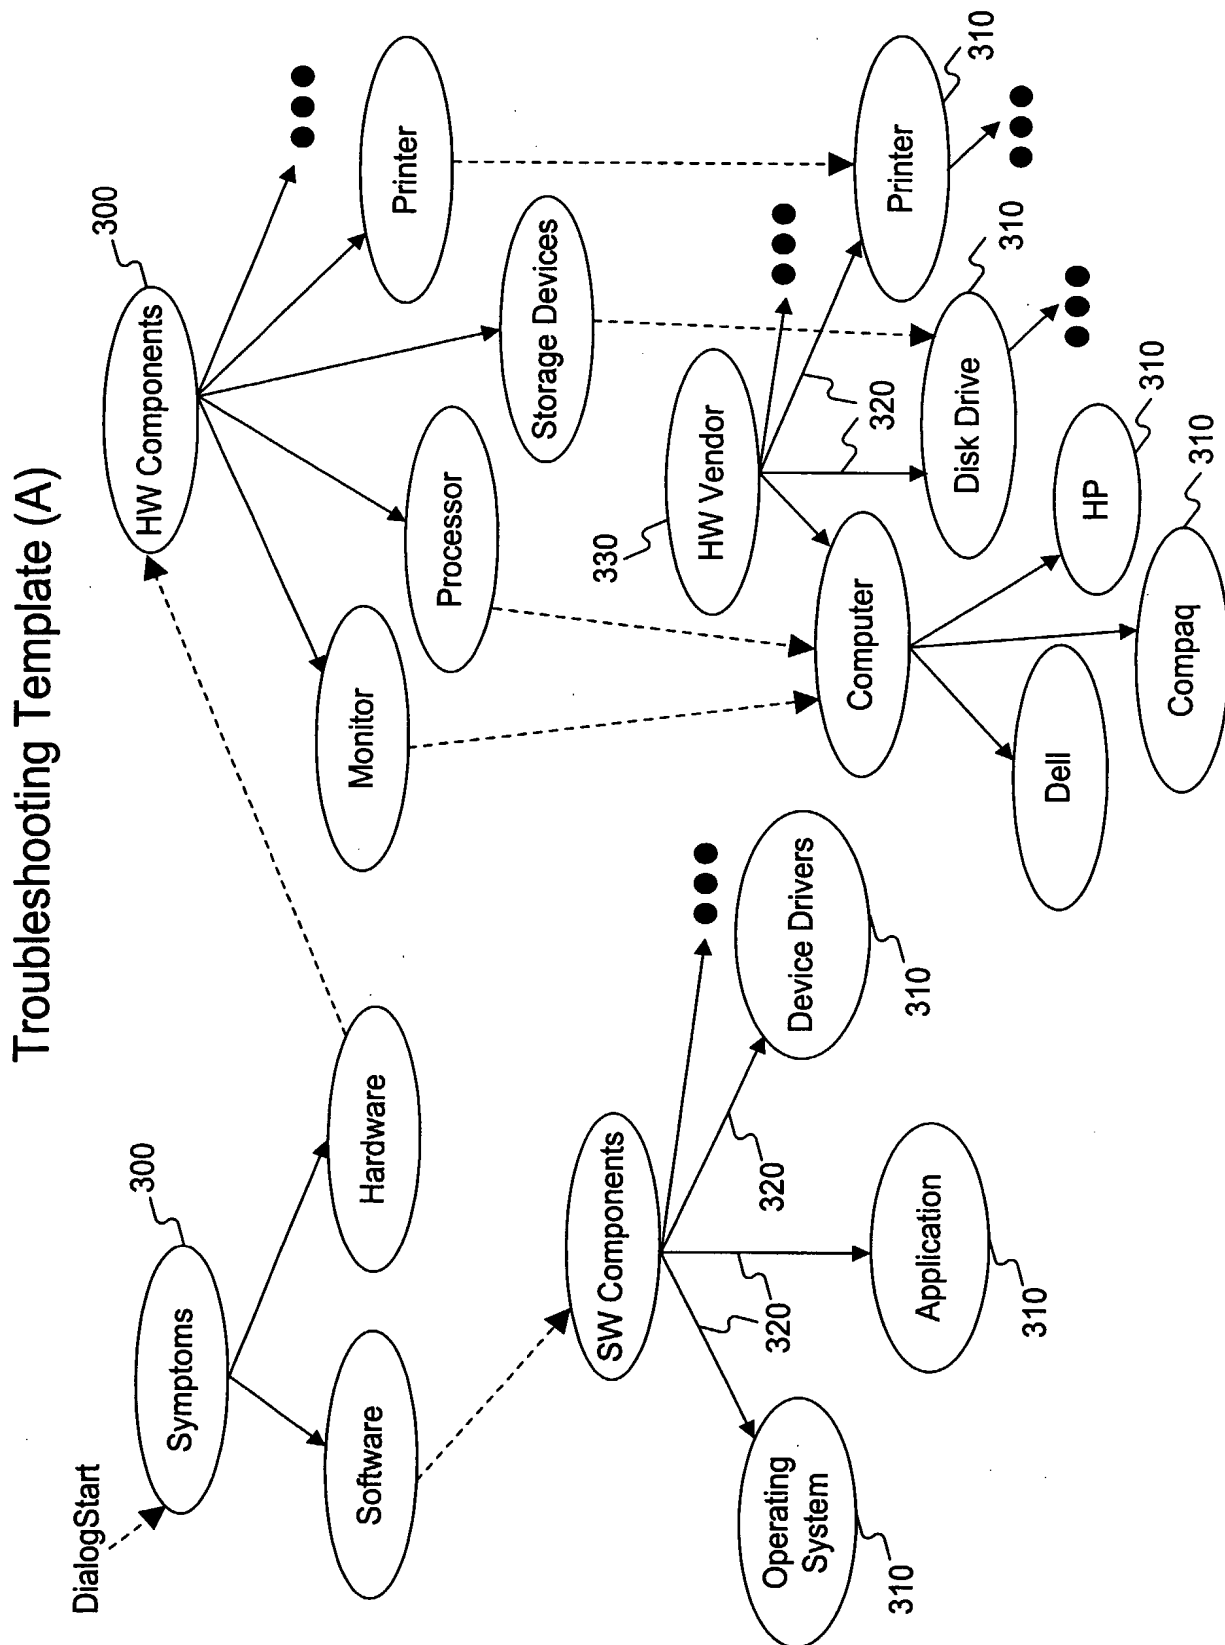 Troubleshooting Template (A)
DialogStart
Symptoms
300
Software
Hardware
HW Components
300
Monitor
Processor
Storage Devices
Printer
SW Components
320
320
320
Operating
System
310
Application
310
Device Drivers
310
HW Vendor
330
320
Computer
Disk Drive
310
Printer
310
Dell
Compaq
310
HP
310